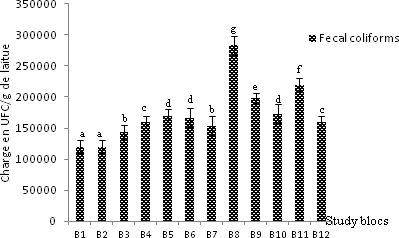 350000
300000
250000
200000
150000
100000
50000
0
Charge en UFC/g de laitue
Fecal coliforms
a a b c d d b g e d f c
B1 B2 B3 B4 B5 B6 B7 B8 B9 B10 B11 B12
Study blocs